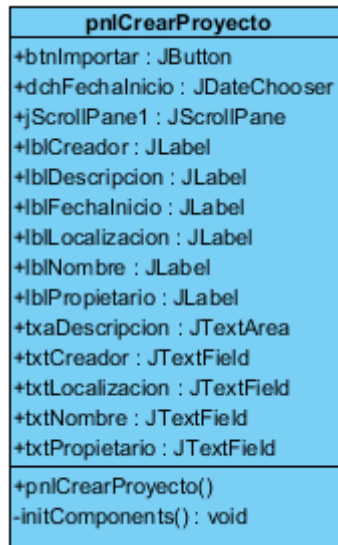 pnlCrearProyecto
+btnImportar : JButton
+dchFechaInicio : JDateChooser
+jScrollPane1 : JScrollPane
+lblCreador : JLabel
+lblDescripcion : JLabel
+lblFechaInicio : JLabel
+lblLocalizacion : JLabel
+lblNombre : JLabel
+lblPropietario : JLabel
+txaDescripcion : JTextArea
+txtCreador : JTextField
+txtLocalizacion : JTextField
+txtNombre : JTextField
+txtPropietario : JTextField
+pnlCrearProyecto()
-initComponents() : void